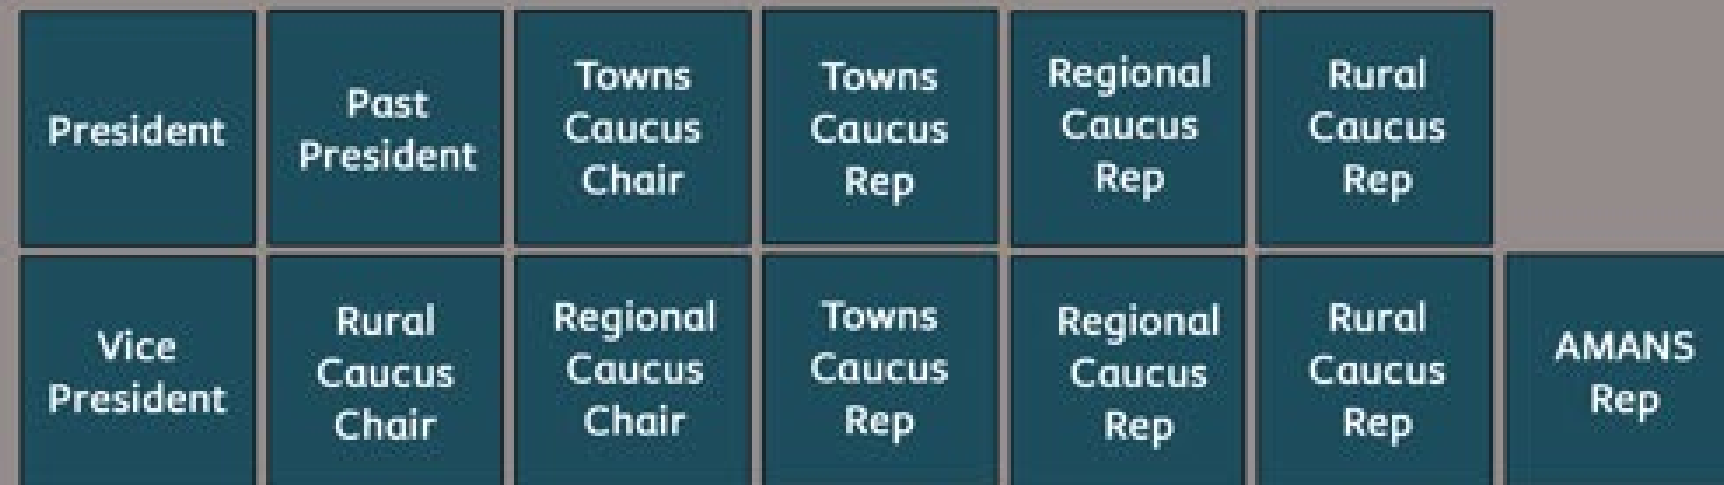 President
Past
President
Towns
Caucus
Chair
Towns
Caucus
Rep
Regional
Caucus
Rep
Rural
Caucus
Rep
Vice
President
Rural
Caucus
Chair
Regional
Caucus
Chair
Towns
Caucus
Rep
Regional
Caucus
Rep
Rural
Caucus
Rep
AMANS
Rep